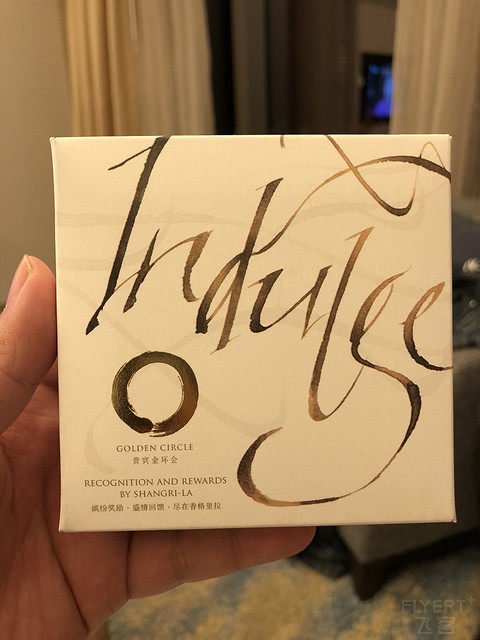 Indulge
GOLDEN CIRCLE
贵宾金环会
RECOGNITION AND REWARDS
BY SHANGRI-LA
缤纷奖励，盛情回馈，尽在香格里拉
FLYERT+
飞客